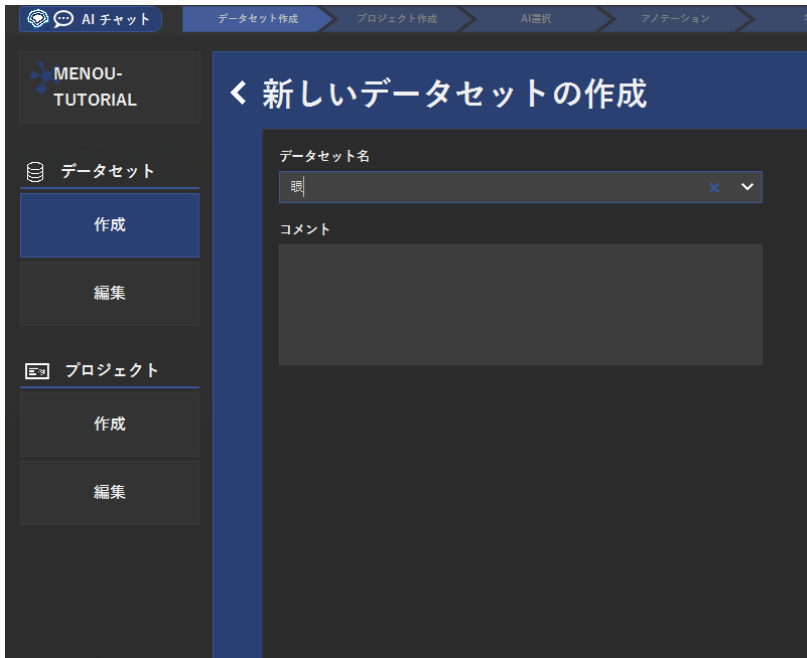 AI チャット
データセット作成
プロジェクト作成
AI選択
アノテーション
MENOU-
TUTORIAL
新しいデータセットの作成
データセット
データセット名
眼
作成
コメント
編集
プロジェクト
作成
編集